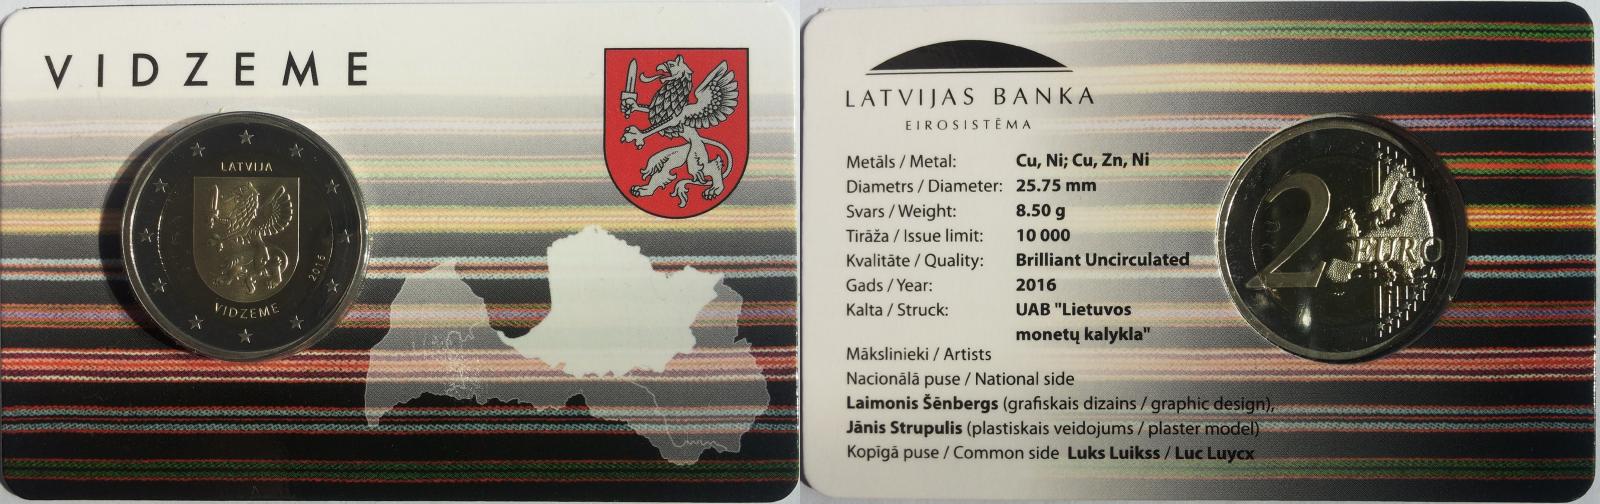 VIDZEME
LATVIJA
2016
VIDZEME
LATVIJAS BANKA
EIROSISTĒMA
Metāls / Metal: Cu, Ni; Cu, Zn, Ni
Diametrs / Diameter: 25.75 mm
Svars / Weight: 8.50 g
Tirāža / Issue limit: 10 000
Kvalitāte / Quality: Brilliant Uncirculated
Gads / Year: 2016
Kalta / Struck: UAB "Lietuvos
monetų kalykla"
Mākslinieki / Artists
Nacionālā puse / National side
Laimonis Šēnbergs (grafiskais dizains / graphic design),
Jānis Strupulis (plastiskais veidojums / plaster model)
Kopīgā puse / Common side Luks Luikss / Luc Luycx
2 EURO